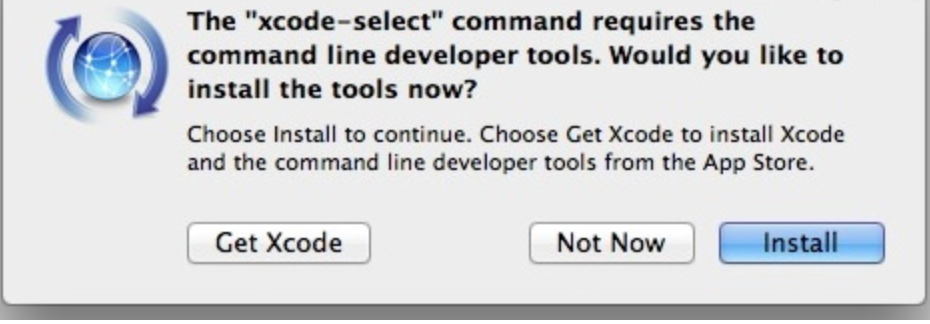 The "xcode-select" command requires the
command line developer tools. Would you like to
install the tools now?
Choose Install to continue. Choose Get Xcode to install Xcode
and the command line developer tools from the App Store.
Get Xcode Not Now Install